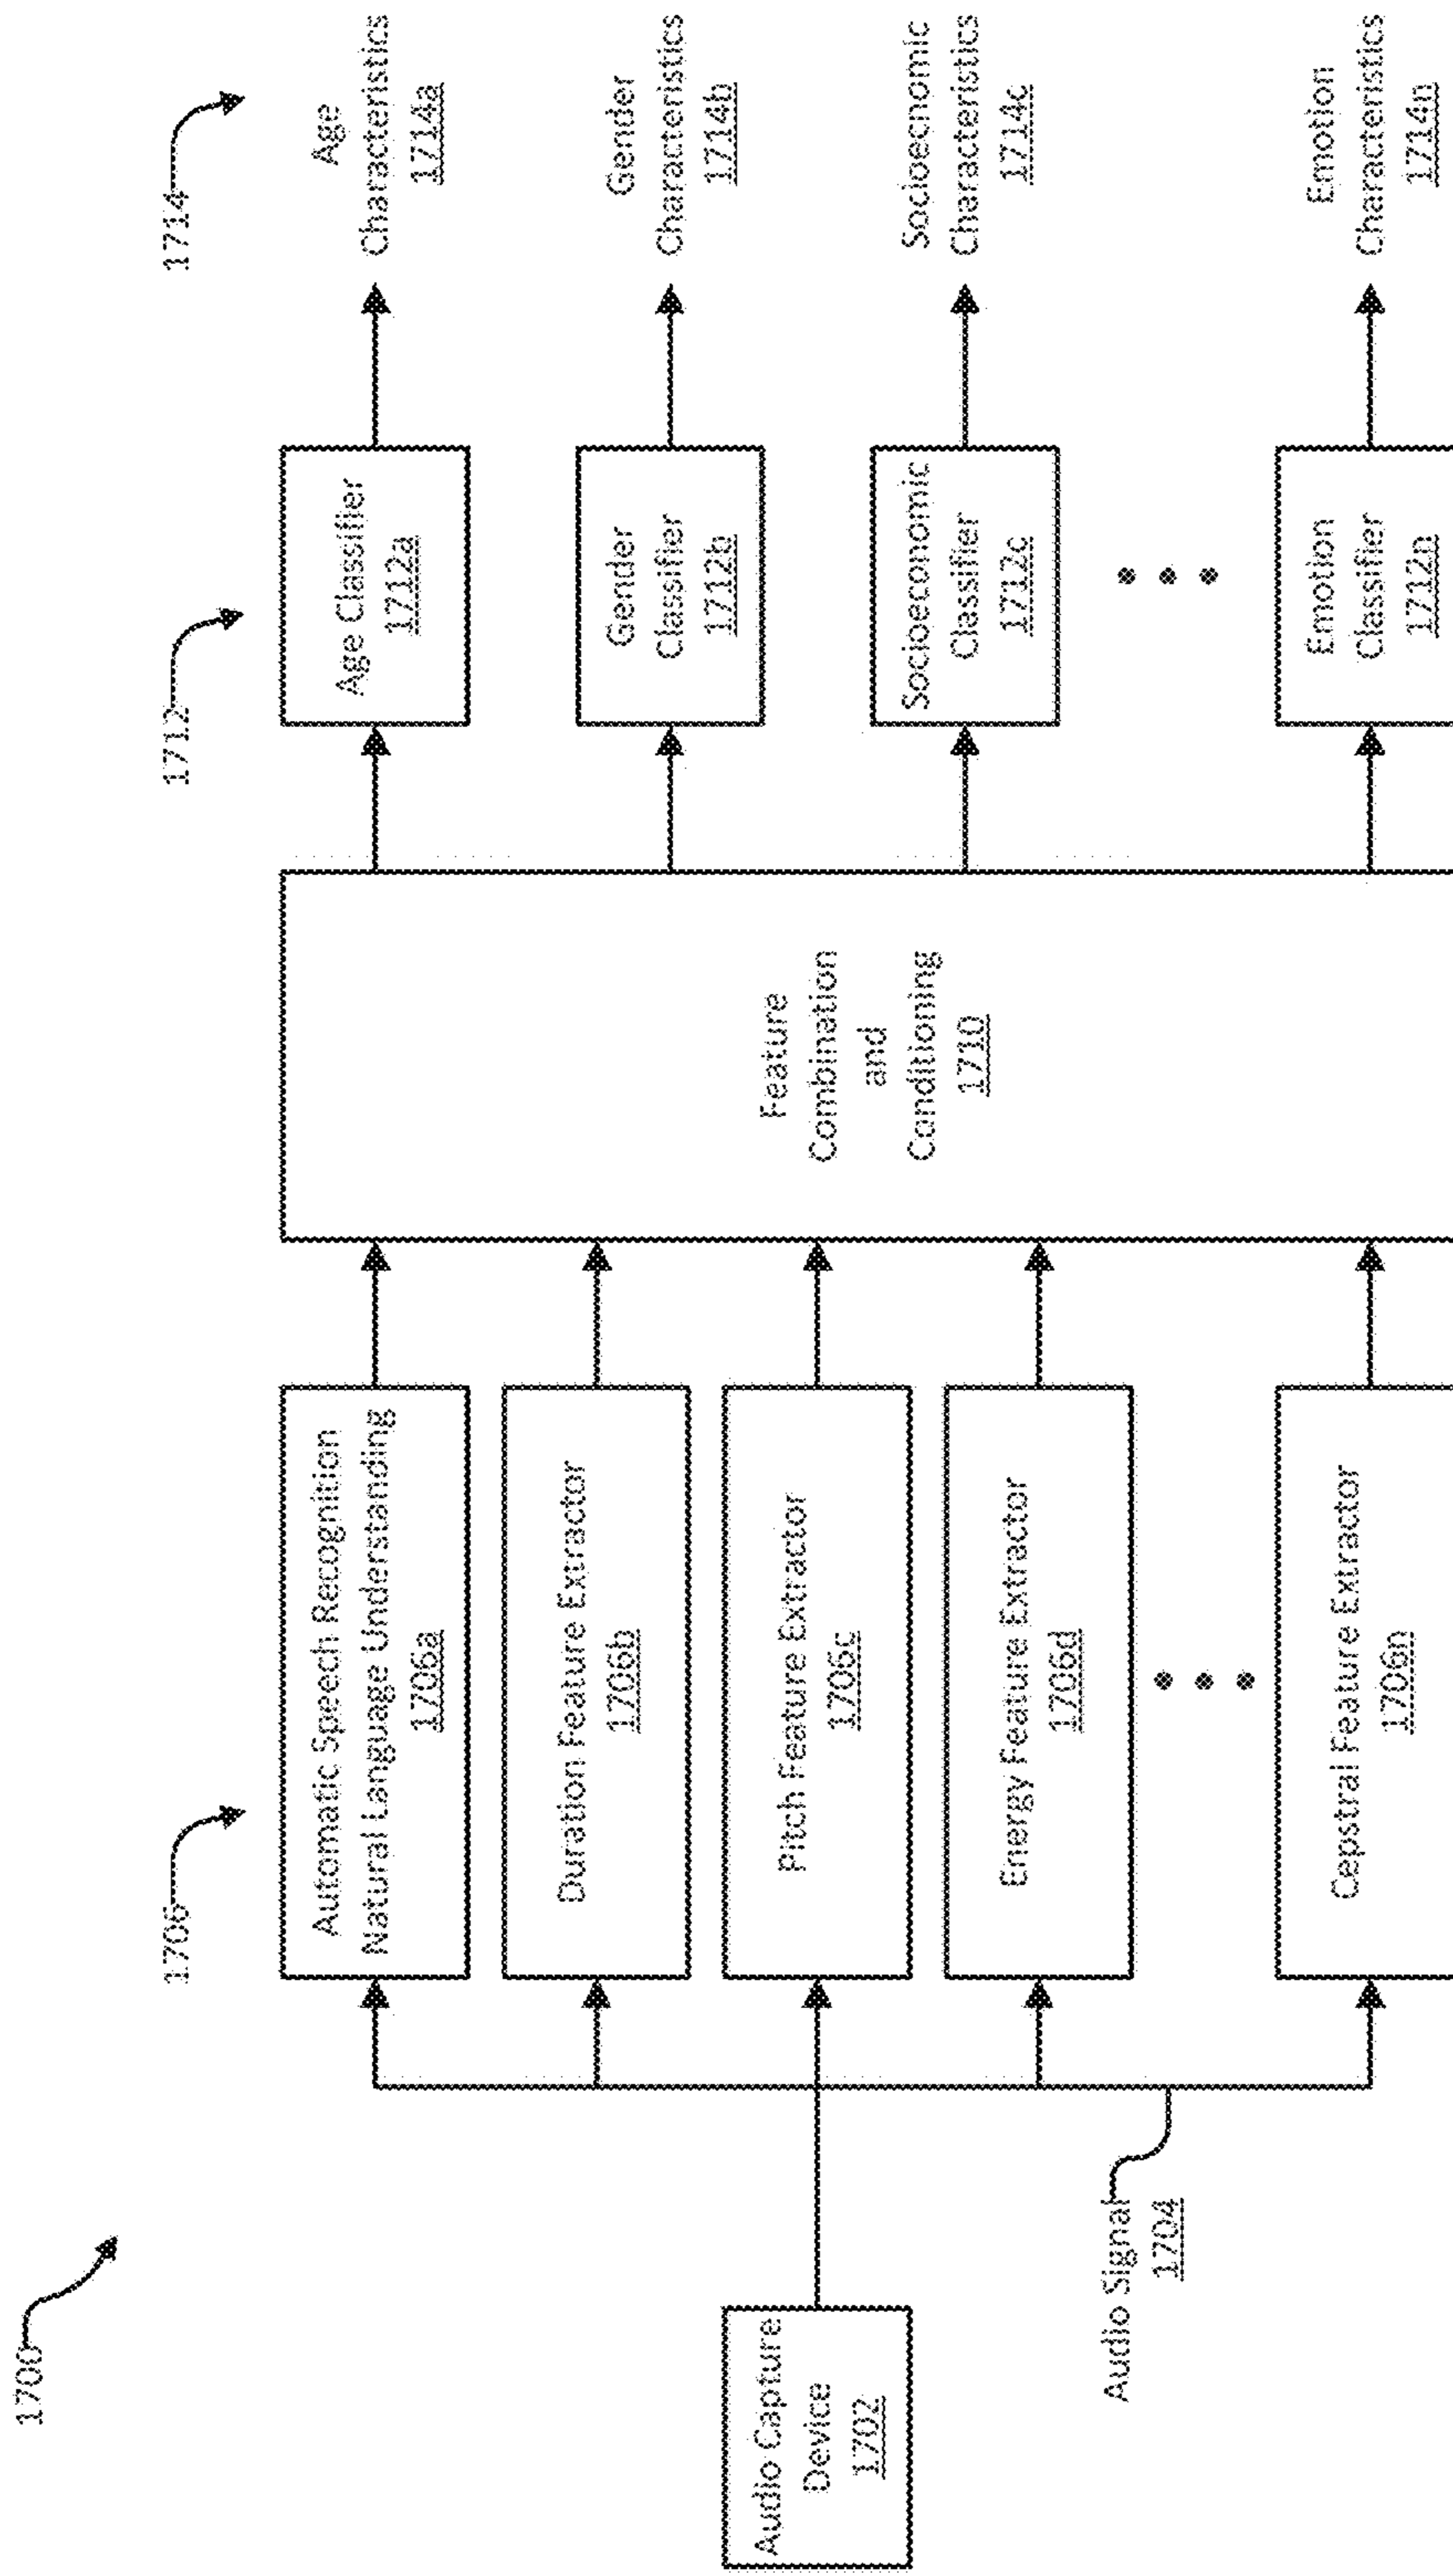 1700
1706
1712
1714
Audio Capture
Device
1702
Audio Signal
1704
Automatic Speech Recognition
Natural Language Understanding
1706a
Duration Feature Extractor
1706b
Pitch Feature Extractor
1706c
Energy Feature Extractor
1706d
Cepstral Feature Extractor
1706n
Feature
Combination
and
Conditioning
1710
Age Classifier
1712a
Gender
Classifier
1712b
Socioeconomic
Classifier
1712c
Emotion
Classifier
1712n
Age
Characteristics
1714a
Gender
Characteristics
1714b
Socioecnomic
Characteristics
1714c
Emotion
Characteristics
1714n